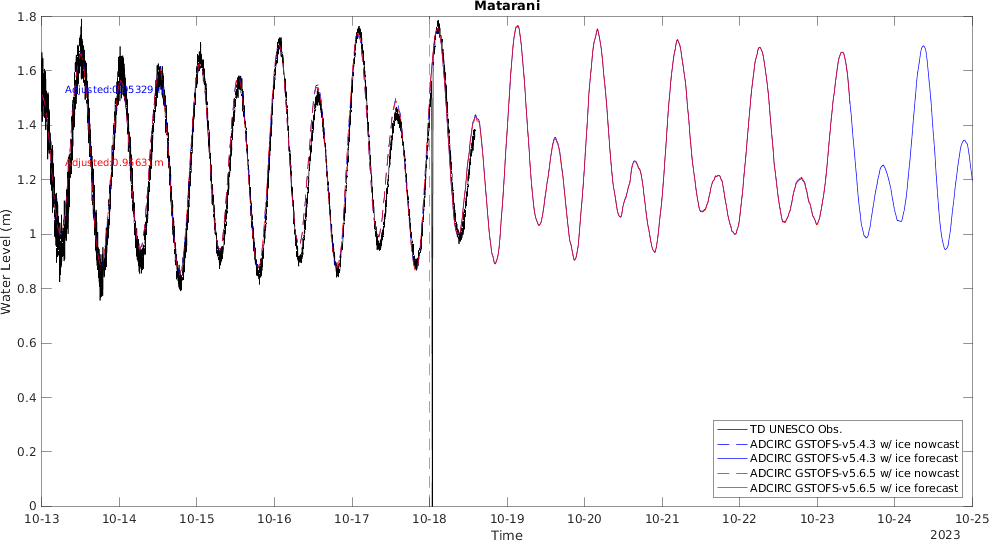 Matarani
1.8
1.6
1.4
1.2
1
0.8
0.6
0.4
0.2
0
Water Level (m)
Adjusted:
Adjusted:
TD UNESCO Obs.
ADCIRC GSTOFS-v5.4.3 w/ ice nowcast
ADCIRC GSTOFS-v5.4.3 w/ ice forecast
ADCIRC GSTOFS-v5.6.5 w/ ice nowcast
ADCIRC GSTOFS-v5.6.5 w/ ice forecast
10-13 10-14 10-15 10-16 10-17 10-18 10-19 10-20 10-21 10-22 10-23 10-24 10-25
Time
2023